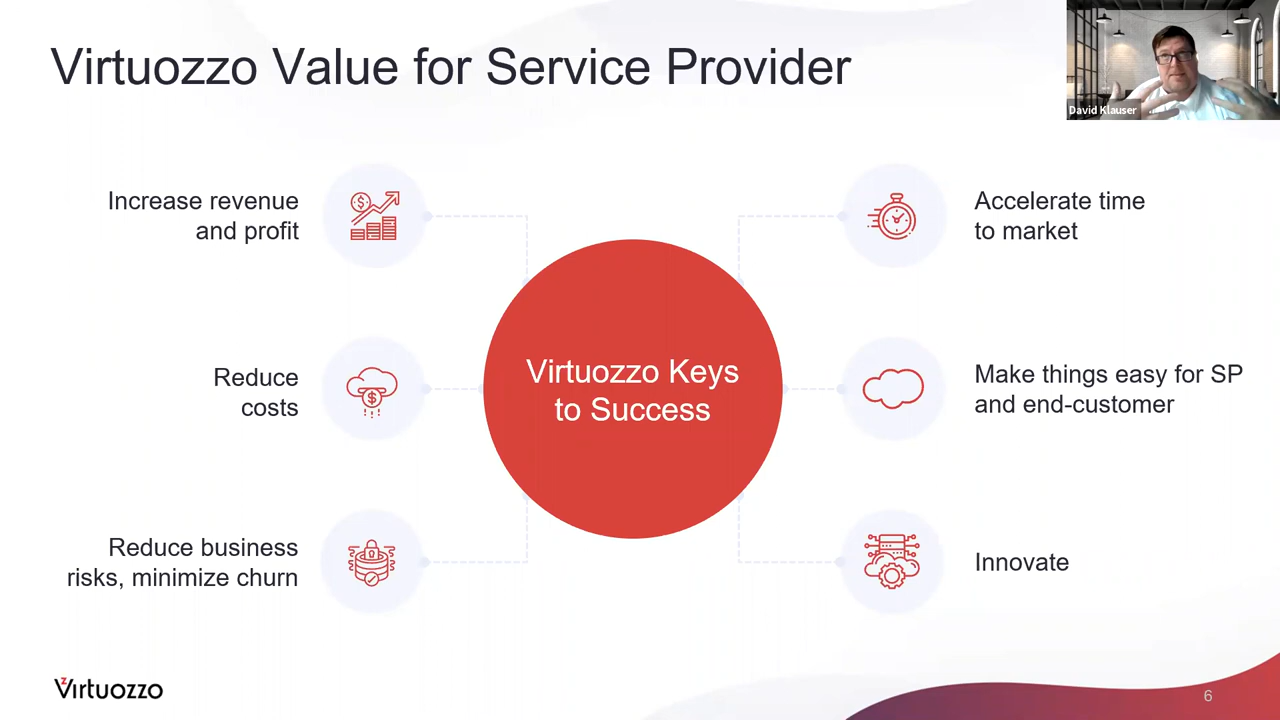 Virtuozzo Value for Service Provider
David Klauser
Increase revenue
and profit
Accelerate time
to market
Reduce
costs
Virtuozzo Keys
to Success
Make things easy for SP
and end-customer
Reduce business
risks, minimize churn
Innovate
Virtuozzo
6